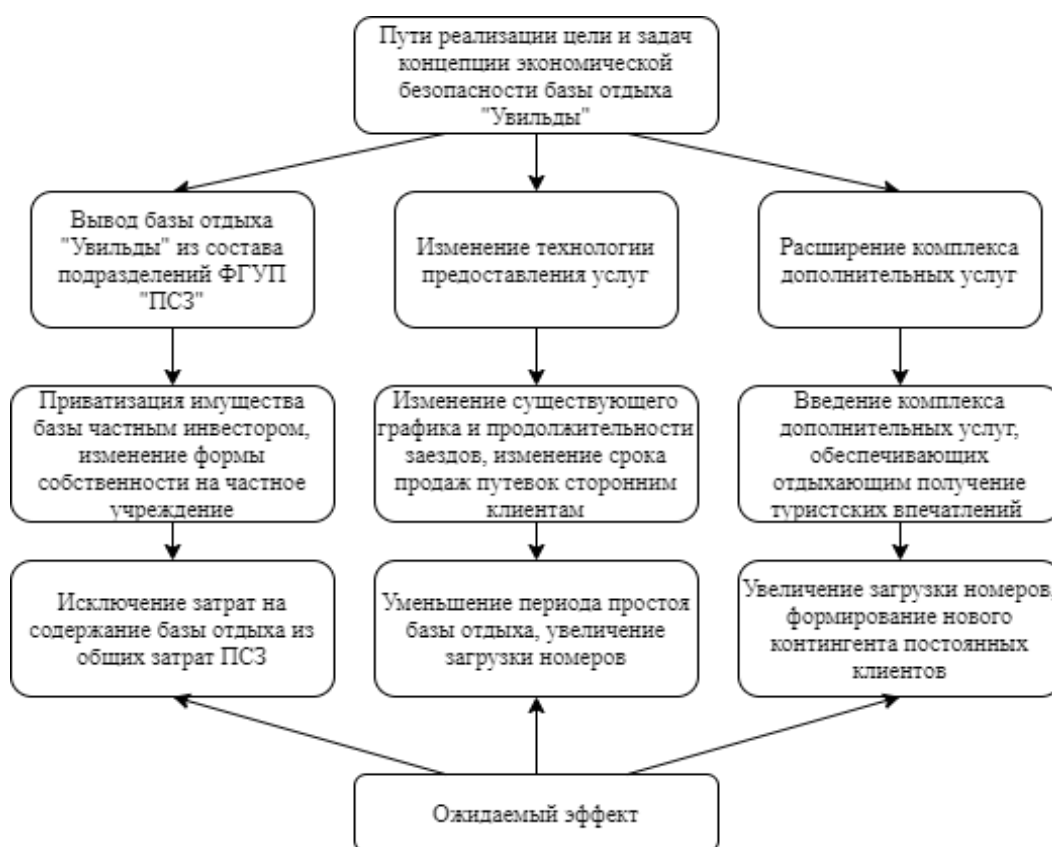 Пути реализации цели и задач
концепции экономической
безопасности базы отдыха
"Увильды"
Вывод базы отдыха
"Увильды" из состава
подразделений ФГУП
"ПСЗ"
Изменение технологии
предоставления услуг
Расширение комплекса
дополнительных услуг
Приватизация имущества
базы частным инвестором,
изменение формы
собственности на частное
учреждение
Изменение существующего
графика и продолжительности
заездов, изменение срока
продаж путевок сторонним
клиентам
Введение комплекса
дополнительных услуг,
обеспечивающих
отдыхающим получение
туристских впечатлений
Исключение затрат на
содержание базы отдыха из
общих затрат ПСЗ
Уменьшение периода простоя
базы отдыха, увеличение
загрузки номеров
Увеличение загрузки номеров,
формирование нового
контингента постоянных
клиентов
Ожидаемый эффект